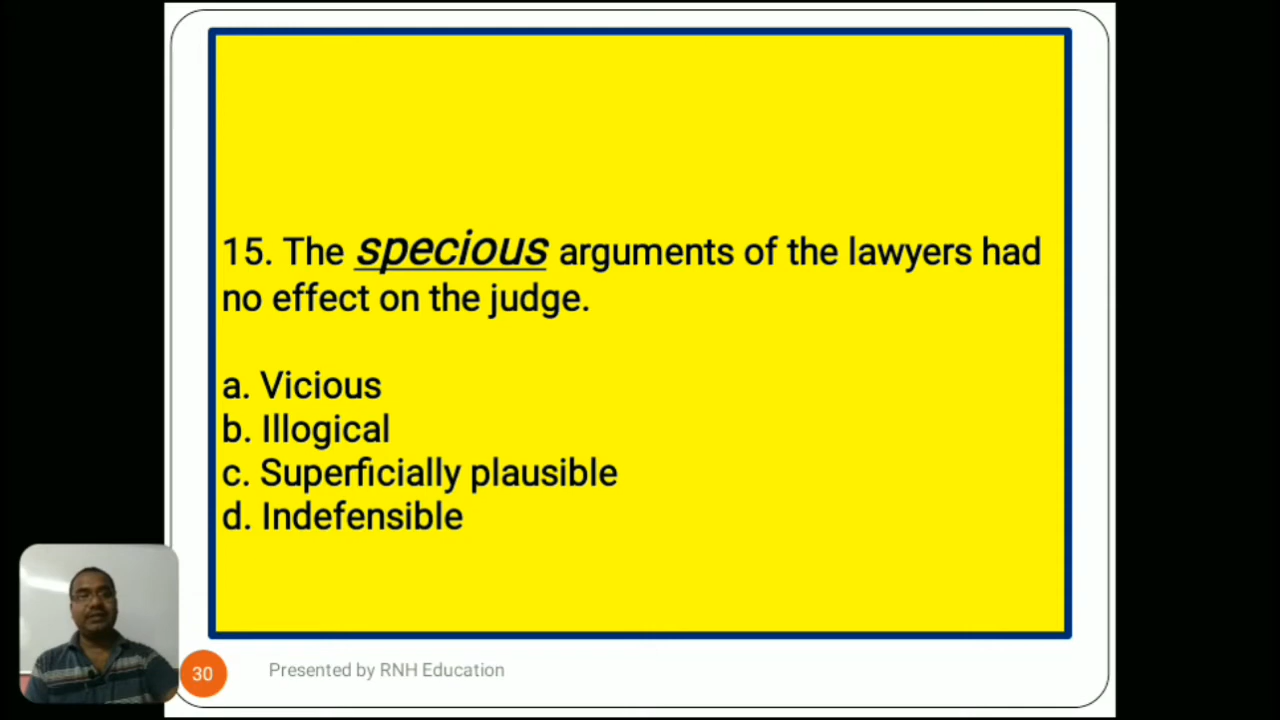 15. The specious arguments of the lawyers had
no effect on the judge.
a. Vicious
b. Illogical
c. Superficially plausible
d. Indefensible
30
Presented by RNH Education